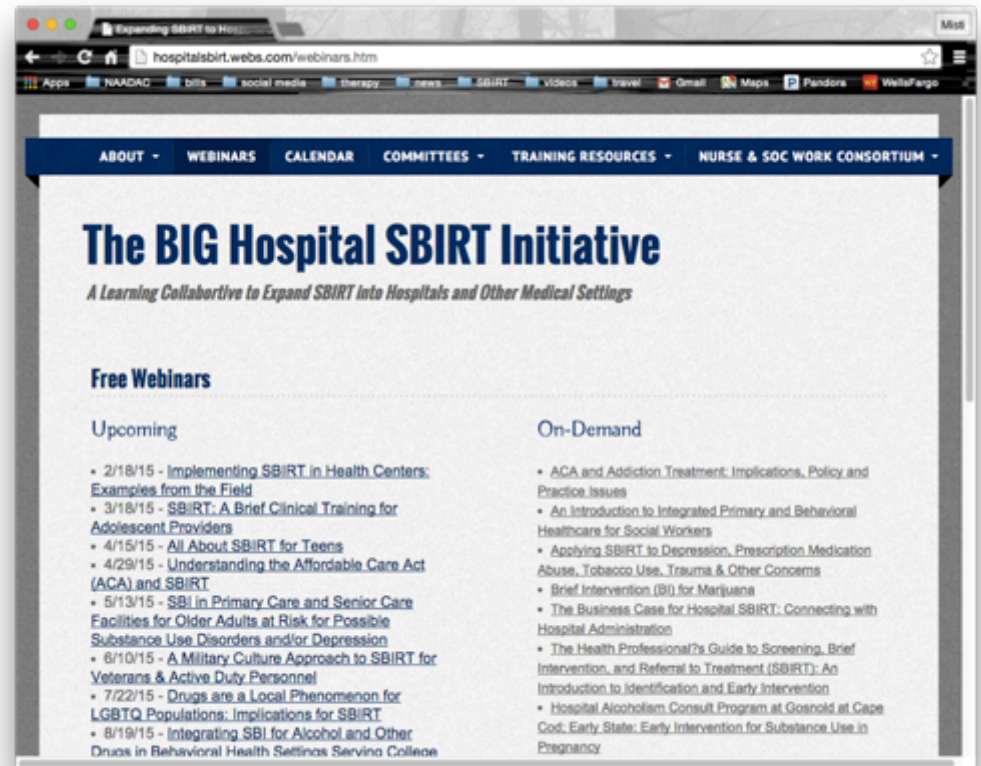 Expanding SBIRT to Hos
Misti
hospitalsbirt.webs.com/webinars.htm
Apps NAADAC bills social media therapy news SBIRT videos travel Gmail Maps Pandora WellsFargo
ABOUT WEBINARS CALENDAR COMMITTEES TRAINING RESOURCES NURSE & SOC WORK CONSORTIUM
The BIG Hospital SBIRT Initiative
A Learning Collabortive to Expand SBIRT into Hospitals and Other Medical Settings
Free Webinars
Upcoming
• 2/18/15 - Implementing SBIRT in Health Centers:
Examples from the Field
• 3/18/15 - SBIRT: A Brief Clinical Training for
Adolescent Providers
• 4/15/15 - All About SBIRT for Teens
• 4/29/15 - Understanding the Affordable Care Act
(ACA) and SBIRT
• 5/13/15 - SBI in Primary Care and Senior Care
Facilities for Older Adults at Risk for Possible
Substance Use Disorders and/or Depression
• 6/10/15 - A Military Culture Approach to SBIRT for
Veterans & Active Duty Personnel
• 7/22/15 - Drugs are a Local Phenomenon for
LGBTQ Populations: Implications for SBIRT
• 8/19/15 - Integrating SBI for Alcohol and Other
Drugs in Behavioral Health Settings Serving College
On-Demand
• ACA and Addiction Treatment: Implications, Policy and
Practice Issues
• An Introduction to Integrated Primary and Behavioral
Healthcare for Social Workers
• Applying SBIRT to Depression, Prescription Medication
Abuse, Tobacco Use, Trauma & Other Concerns
• Brief Intervention (BI) for Marijuana
• The Business Case for Hospital SBIRT: Connecting with
Hospital Administration
• The Health Professional?s Guide to Screening, Brief
Intervention, and Referral to Treatment (SBIRT): An
Introduction to Identification and Early Intervention
• Hospital Alcoholism Consult Program at Gosnold at Cape
Cod: Early State: Early Intervention for Substance Use in
Pregnancy